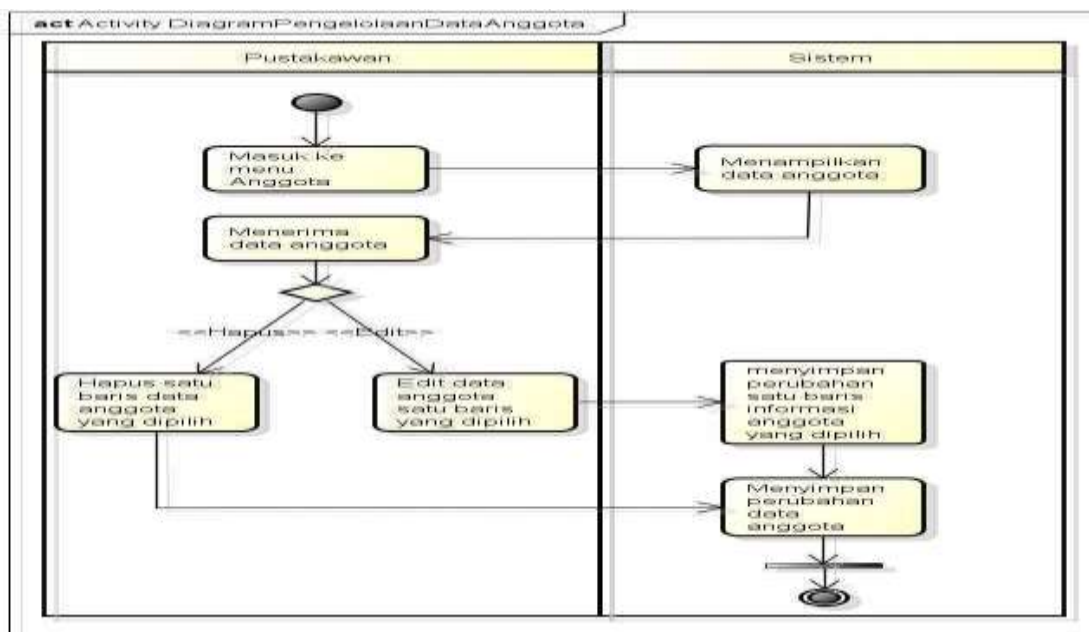 act Activity DiagramPengelolaanDataAnggota
Pustakawan
Sistem
Masuk ke
menu
Anggota
Menampilkan
data anggota
Menerima
data anggota
<<Hapus>> <<Edit>>
Hapus satu
baris data
anggota
yang dipilih
Edit data
anggota
satu baris
yang dipilih
menyimpan
perubahan
satu baris
informasi
anggota
yang dipilih
Menyimpan
perubahan
data
anggota